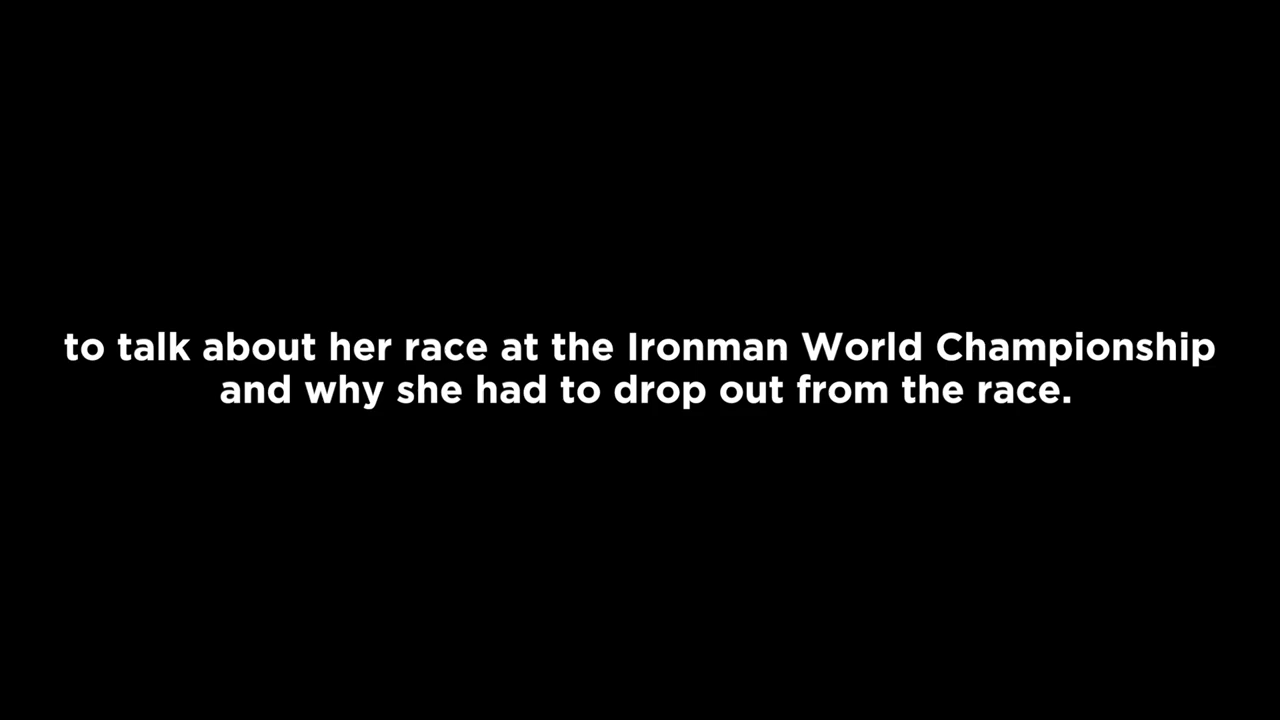 to talk about her race at the Ironman World Championship
and why she had to drop out from the race.